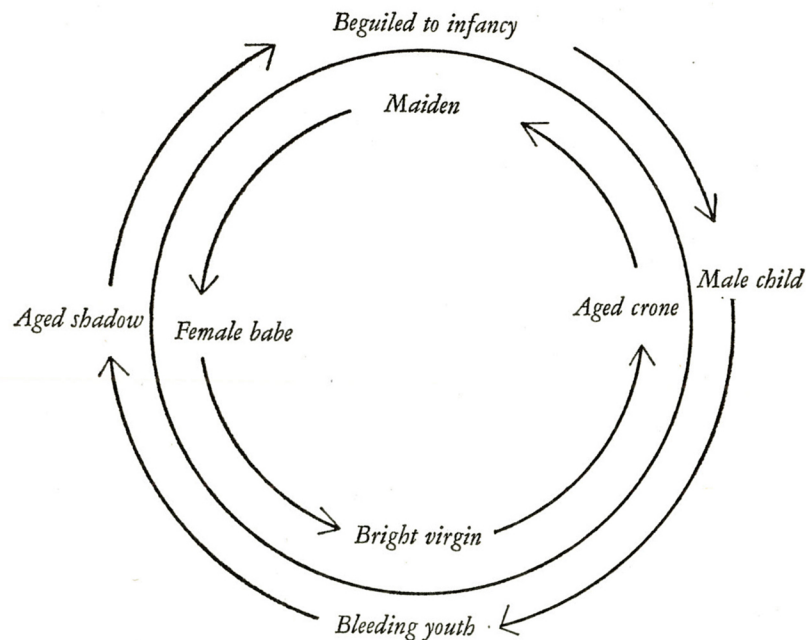 Beguiled to infancy
Maiden
Male child
Aged crone
Aged shadow
Female babe
Bright virgin
Bleeding youth